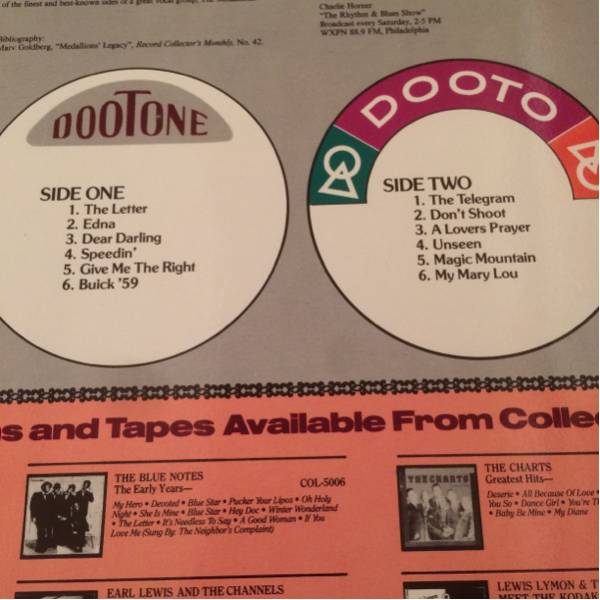 of the finest and best-known sides of a great vocal group, The
Bibliography:
Marv Goldberg, "Medallions' Legacy", Record Collector's Monthly, No. 42.
Charlie Horner
"The Rhythm & Blues Show"
Broadcast every Saturday, 2-5 PM
WXPN 88.9 FM, Philadelphia
DOOTONE
SIDE ONE
1. The Letter
2. Edna
3. Dear Darling
4. Speedin'
5. Give Me The Right
6. Buick '59
DOOTO
SIDE TWO
1. The Telegram
2. Don't Shoot
3. A Lovers Prayer
4. Unseen
5. Magic Mountain
6. My Mary Lou
s and Tapes Available From Colle
THE BLUE NOTES COL-5006
The Early Years—
My Hero • Devoted • Blue Star • Pucker Your Lips • Oh Holy
Night • She Is Mine • Blue Star • Hey Doc • Winter Wonderland
• The Letter • It's Needless To Say • A Good Woman • If You
Love Me (Sung By: The Neighbor's Complaint)
THE CHARTS
THE CHARTS
Greatest Hits—
Deserie • All Because Of Love •
You So • Dance Girl • You're Th
• Baby Be Mine • My Diane
EARL LEWIS AND THE CHANNELS
LEWIS LYMON & T
MEET THE KODAK